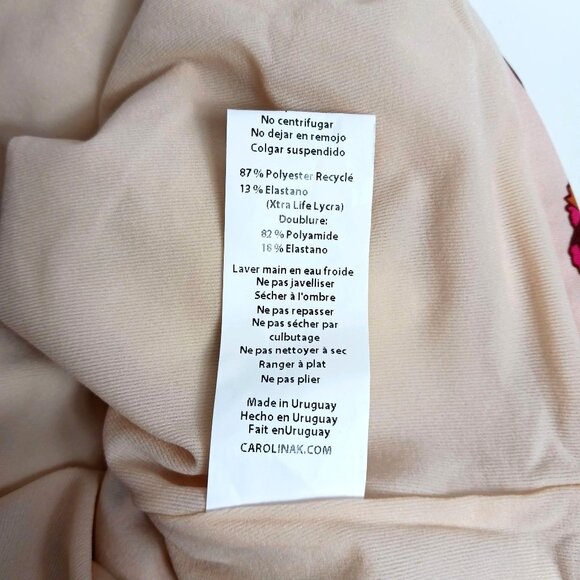 No centrifugar
No dejar en remojo
Colgar suspendido
87 % Polyester Recyclé
13 % Elastano
(Xtra Life Lycra)
Doublure:
82 % Polyamide
18 % Elastano
Laver main en eau froide
Ne pas javelliser
Sécher à l'ombre
Ne pas repasser
Ne pas sécher par
culbutage
Ne pas nettoyer à sec
Ranger à plat
Ne pas plier
Made in Uruguay
Hecho en Uruguay
Fait enUruguay
CAROLINAK.COM